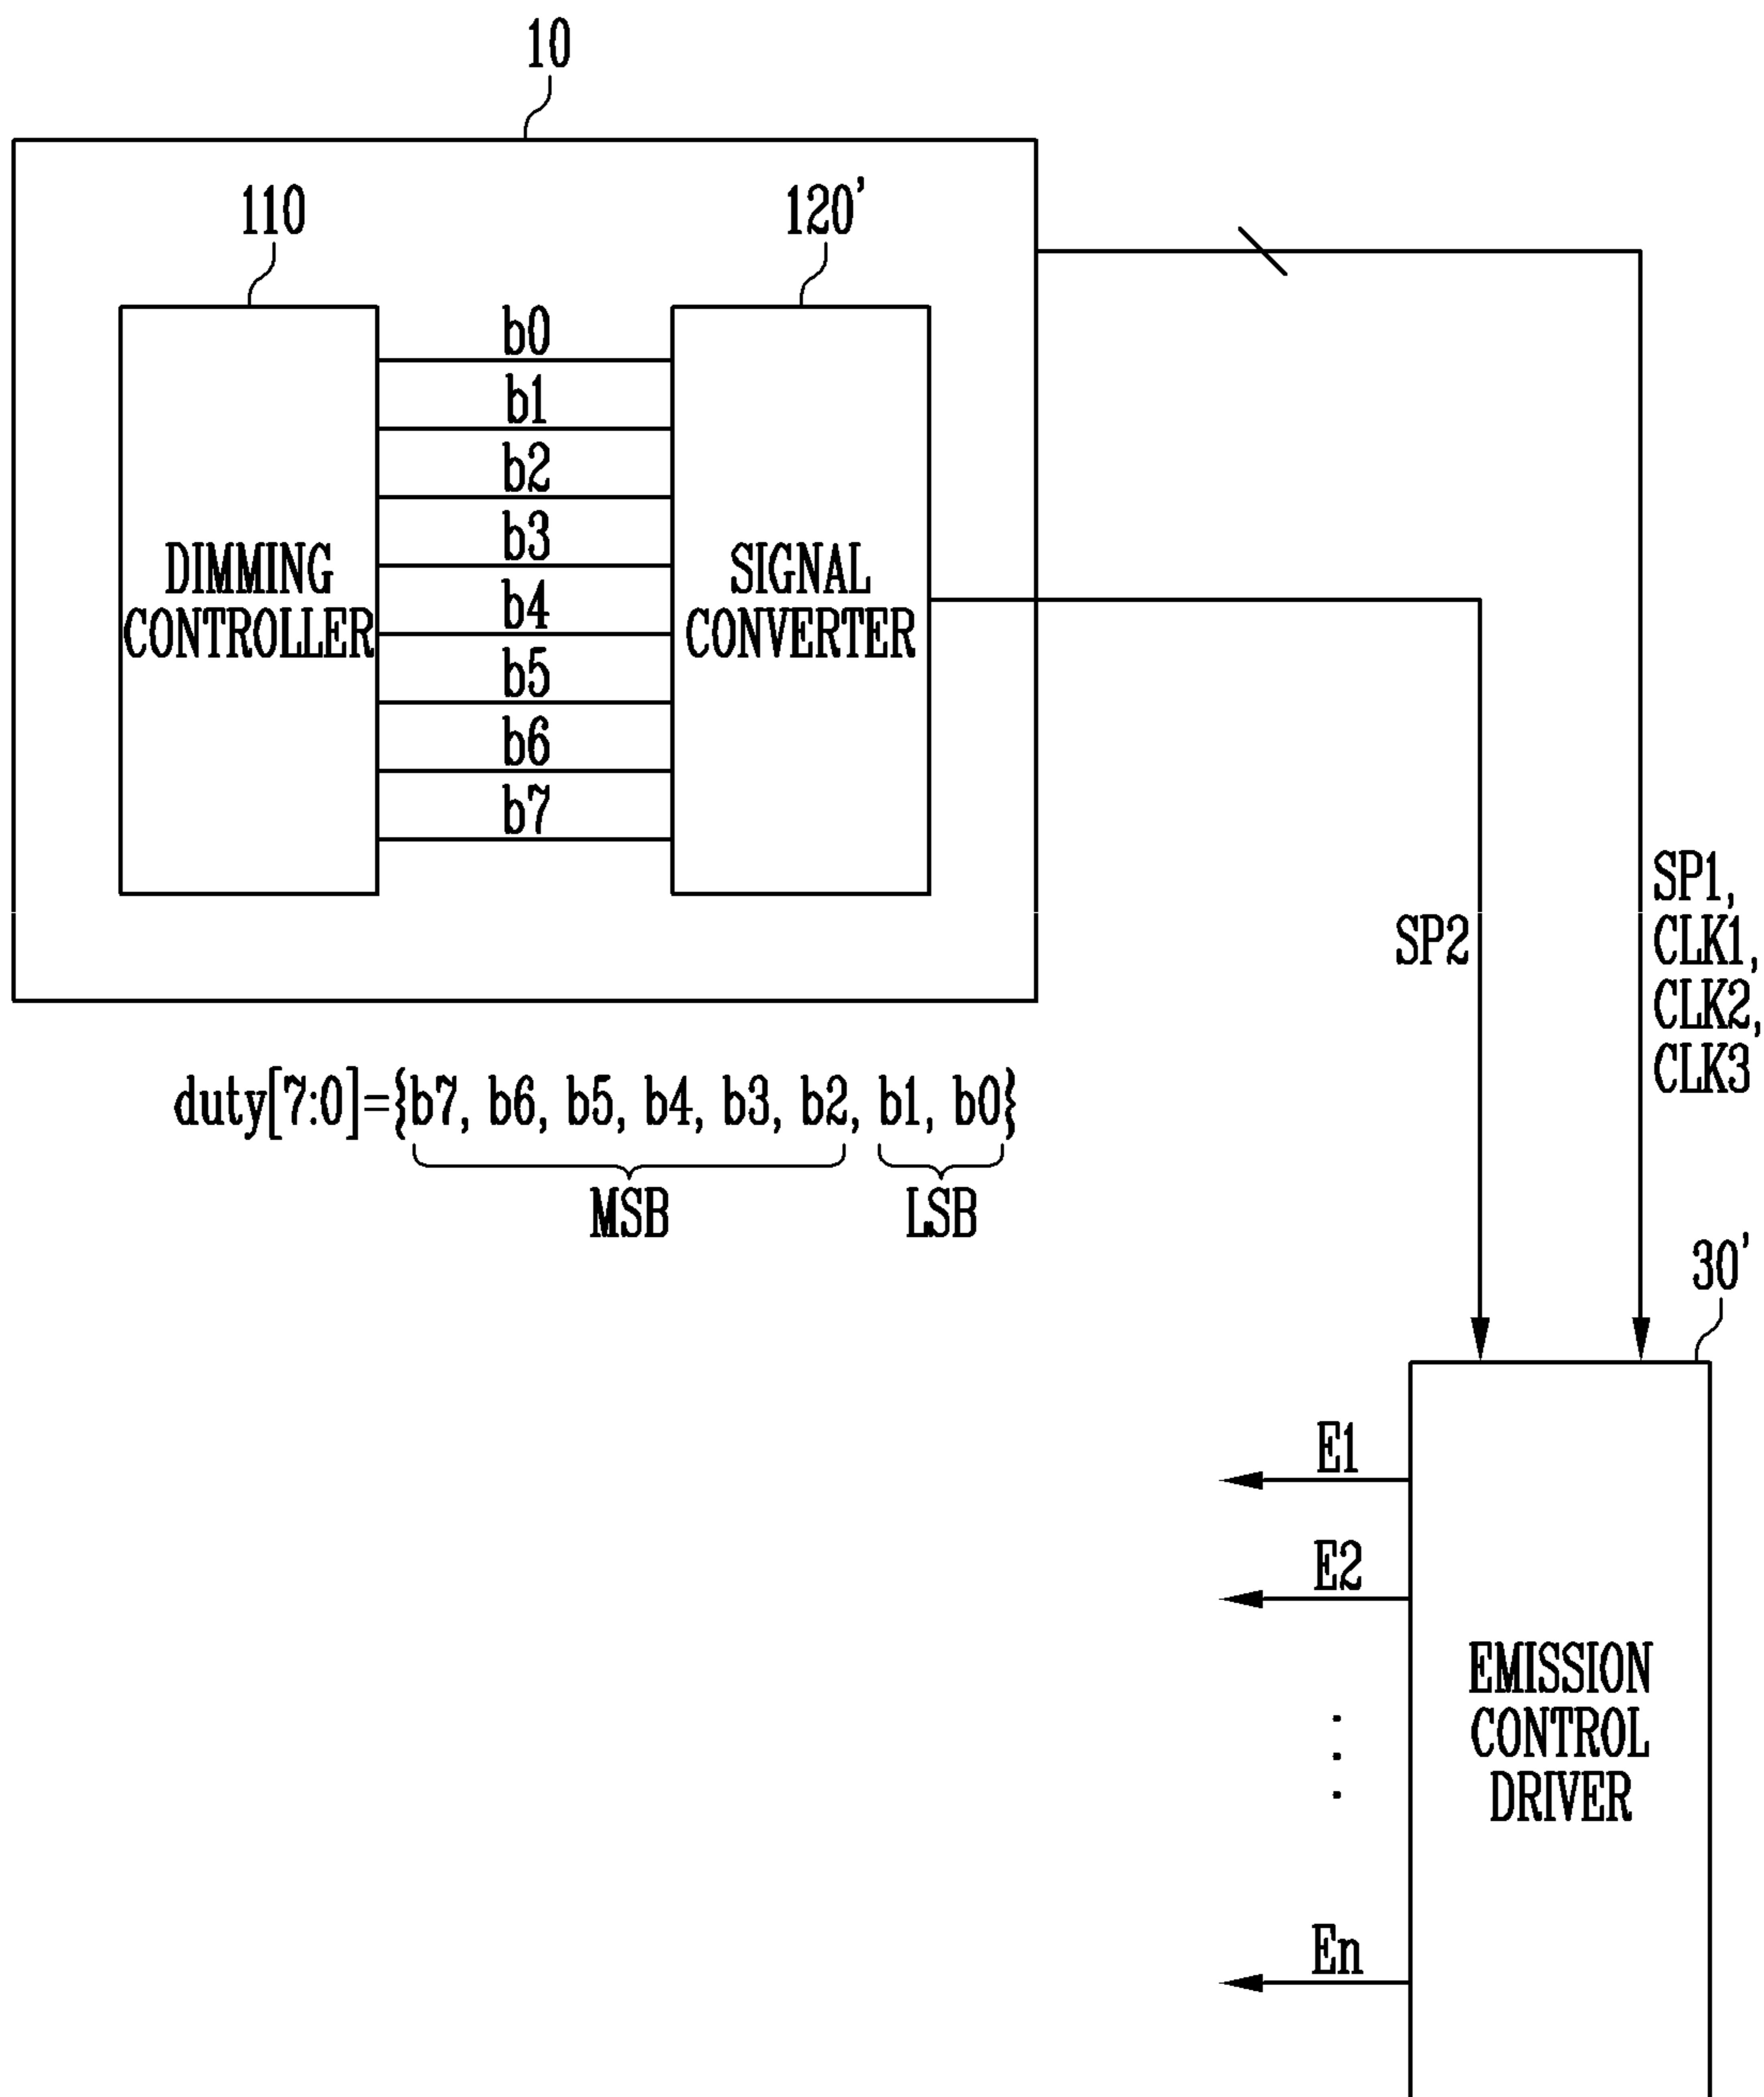 10
110
120'
b0
b1
b2
b3
b4
b5
b6
b7
DIMMING
CONTROLLER
SIGNAL
CONVERTER
SP2
SP1,
CLK1,
CLK2,
CLK3
duty[7:0]={b7, b6, b5, b4, b3, b2, b1, b0}
MSB
LSB
30'
E1
E2
En
EMISSION
CONTROL
DRIVER